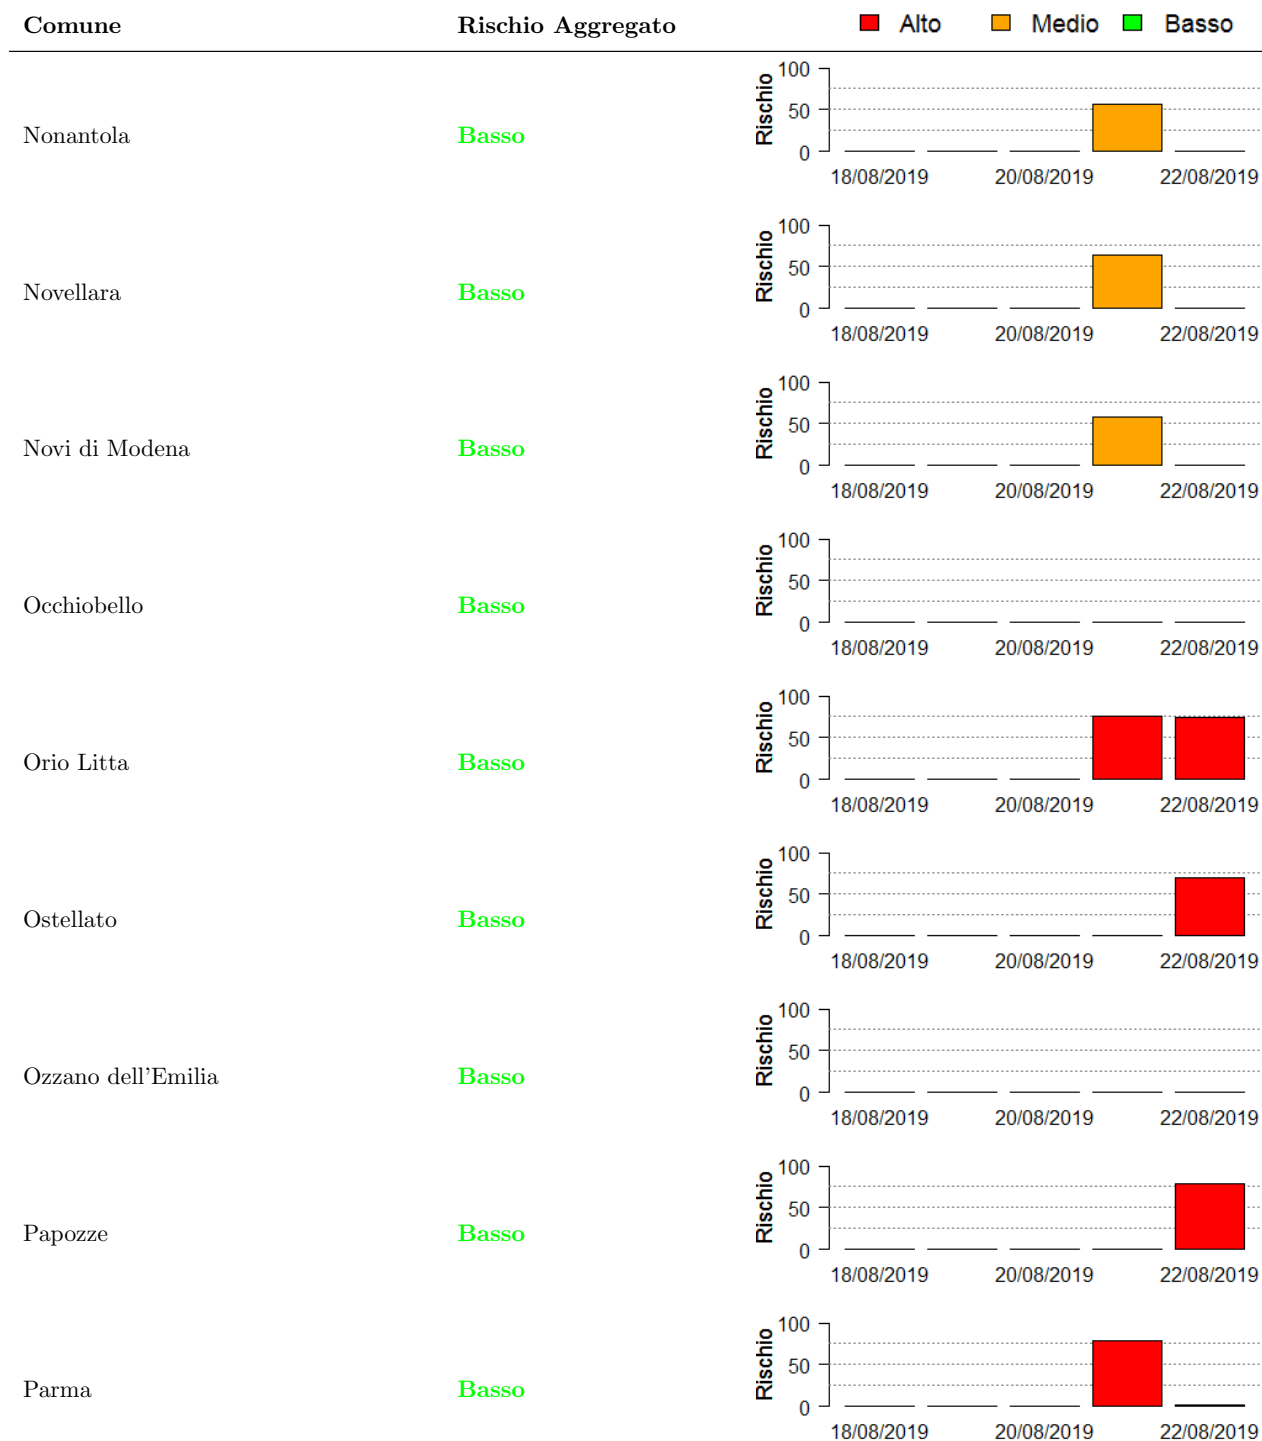 Comune Rischio Aggregato Alto Medio Basso
100
50
0
Rischio
Nonantola Basso
18/08/2019 20/08/2019 22/08/2019
100
50
0
Rischio
Novellara Basso
18/08/2019 20/08/2019 22/08/2019
100
50
0
Rischio
Novi di Modena Basso
18/08/2019 20/08/2019 22/08/2019
100
50
0
Rischio
Occhiobello Basso
18/08/2019 20/08/2019 22/08/2019
100
50
0
Rischio
Orio Litta Basso
18/08/2019 20/08/2019 22/08/2019
100
50
0
Rischio
Ostellato Basso
18/08/2019 20/08/2019 22/08/2019
100
50
0
Rischio
Ozzano dell'Emilia Basso
18/08/2019 20/08/2019 22/08/2019
100
50
0
Rischio
Papozze Basso
18/08/2019 20/08/2019 22/08/2019
100
50
0
Rischio
Parma Basso
18/08/2019 20/08/2019 22/08/2019